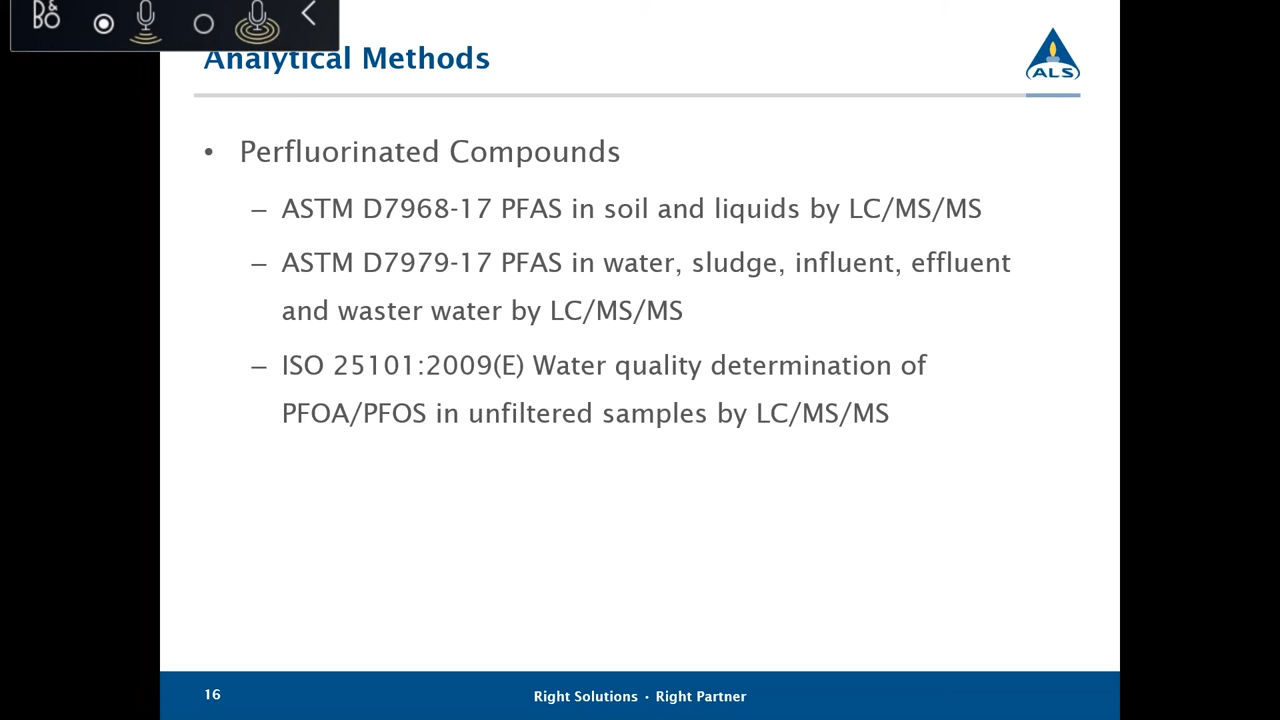 B&O
Analytical Methods
ALS
• Perfluorinated Compounds
– ASTM D7968-17 PFAS in soil and liquids by LC/MS/MS
– ASTM D7979-17 PFAS in water, sludge, influent, effluent
and waster water by LC/MS/MS
– ISO 25101:2009(E) Water quality determination of
PFOA/PFOS in unfiltered samples by LC/MS/MS
16
Right Solutions · Right Partner